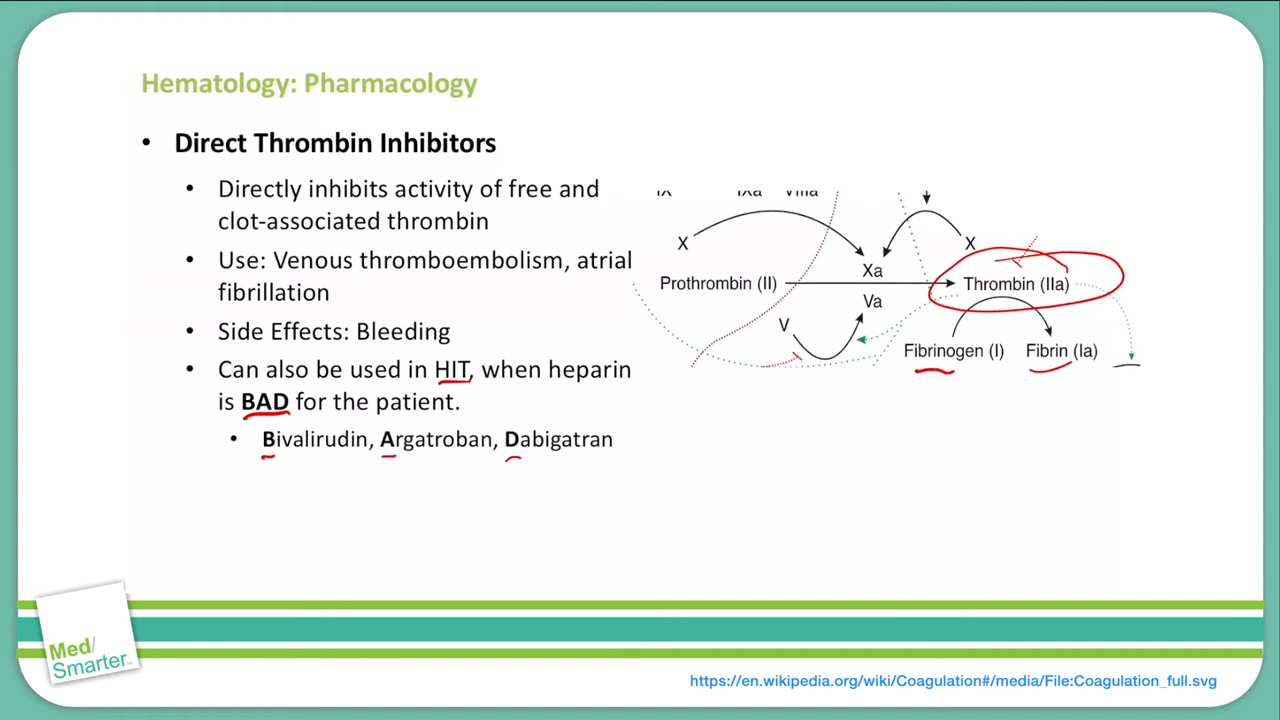 Hematology: Pharmacology
• Direct Thrombin Inhibitors
• Directly inhibits activity of free and
clot-associated thrombin
• Use: Venous thromboembolism, atrial
fibrillation
• Side Effects: Bleeding
• Can also be used in HIT, when heparin
is BAD for the patient.
• Bivalirudin, Argatroban, Dabigatran
IX IXa VIIIa
X X
Xa
Prothrombin (II) Thrombin (IIa)
Va
V
Fibrinogen (I) Fibrin (Ia)
Med/
Smarter
https://en.wikipedia.org/wiki/Coagulation#/media/File:Coagulation_full.svg